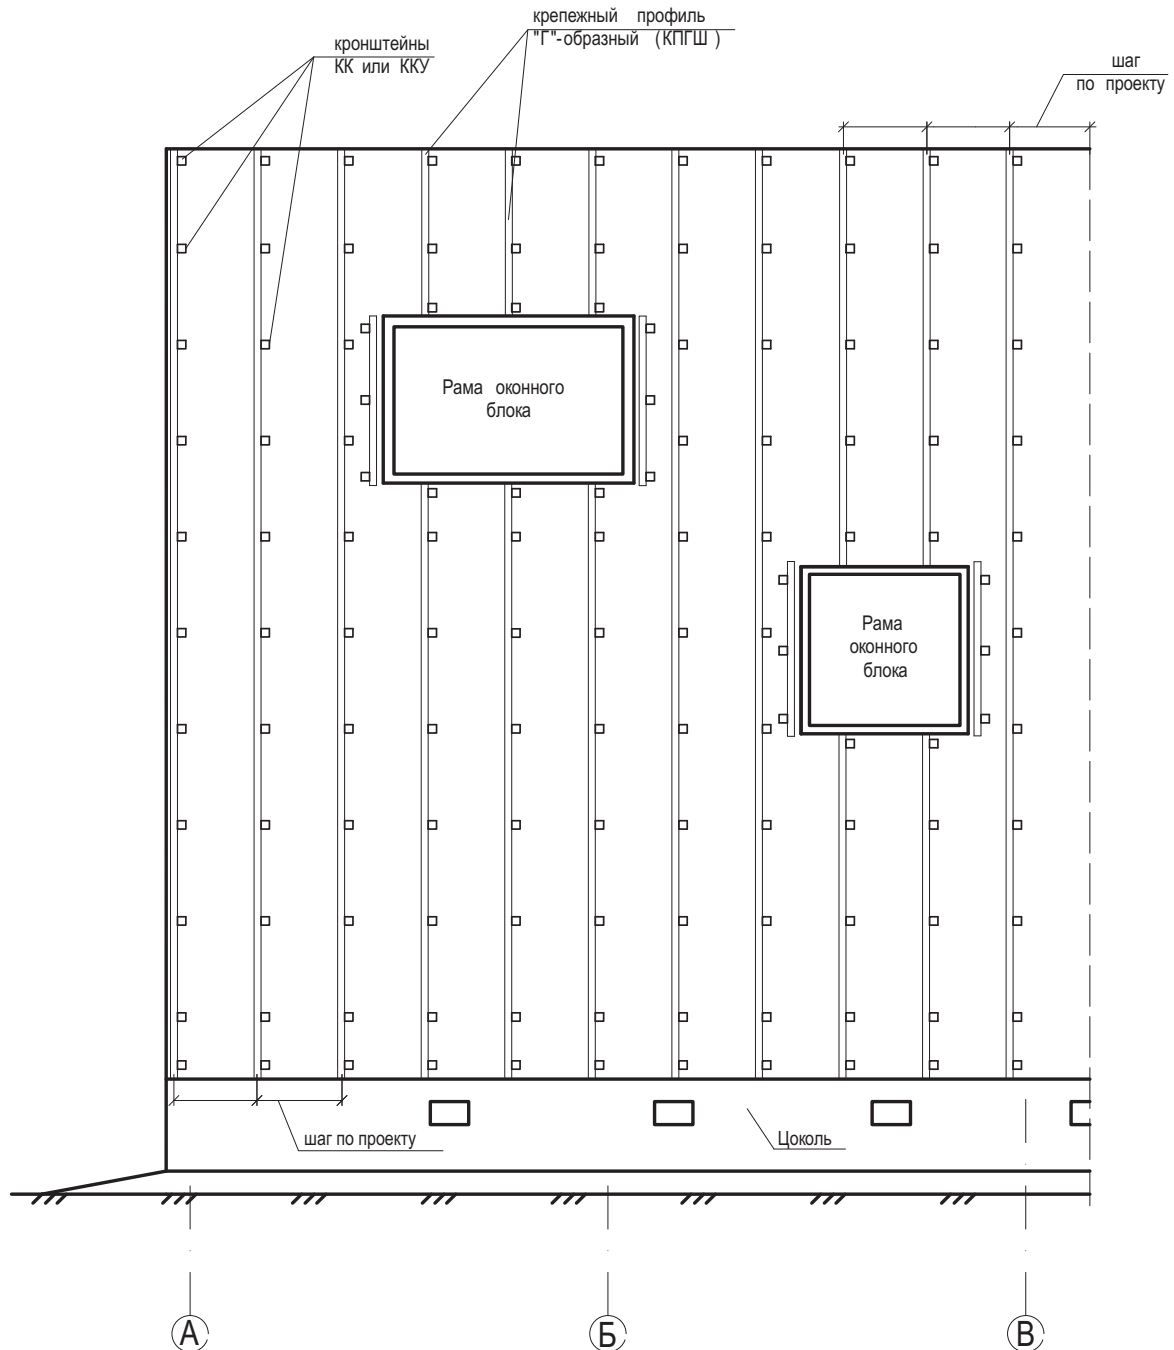 крепежный профиль
"Г"-образный (КПГШ )
кронштейны
КК или ККУ
шаг
по проекту
Рама оконного
блока
Рама
оконного
блока
шаг по проекту
Цоколь
А
Б
В